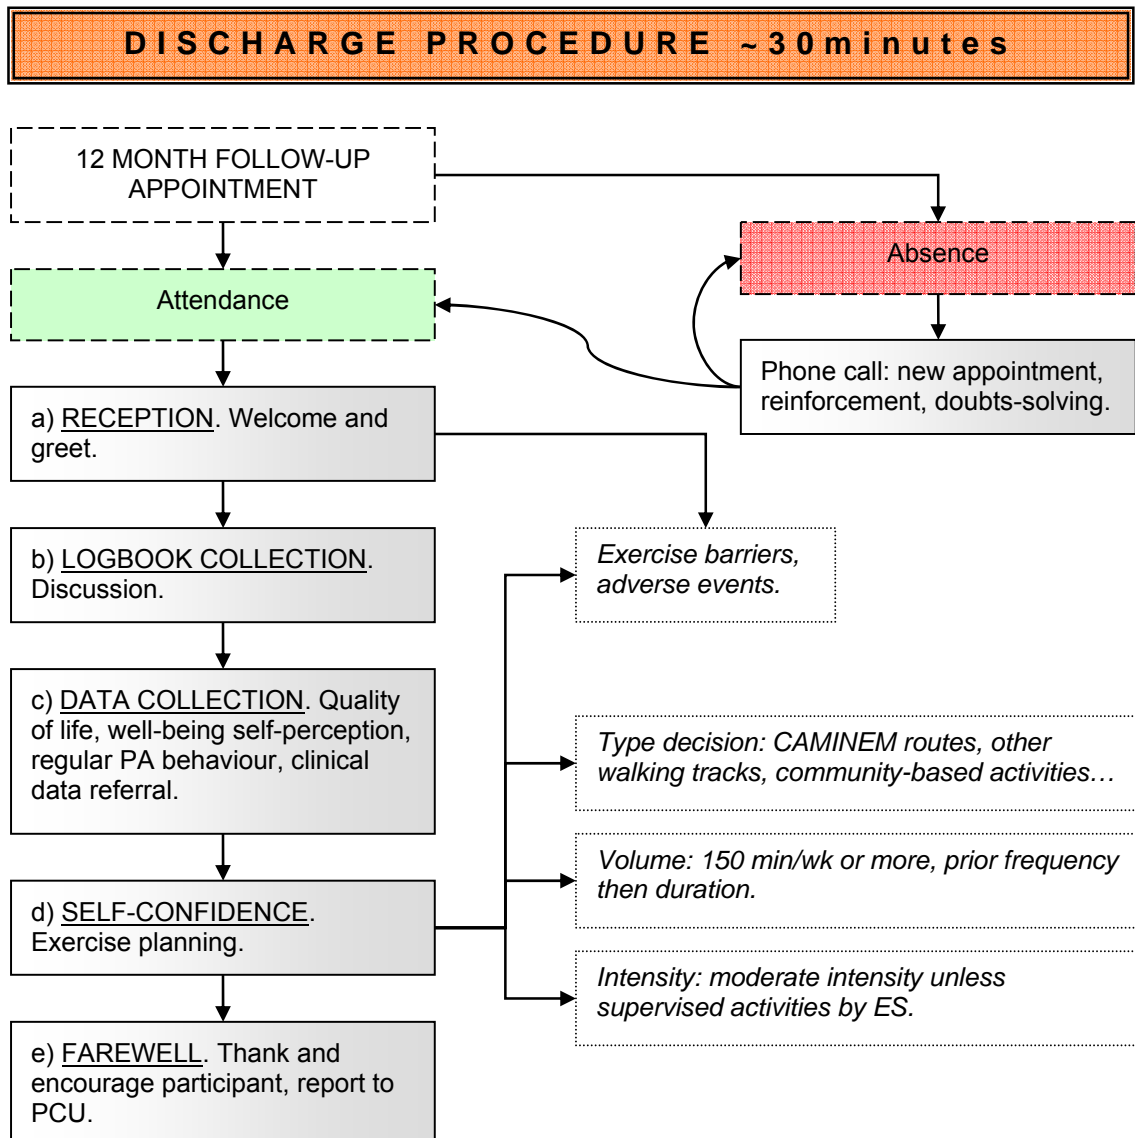 DISCHARGE PROCEDURE ~30minutes
12 MONTH FOLLOW-UP
APPOINTMENT
Absence
Attendance
Phone call: new appointment,
reinforcement, doubts-solving.
a) RECEPTION. Welcome and
greet.
b) LOGBOOK COLLECTION.
Discussion.
Exercise barriers,
adverse events.
c) DATA COLLECTION. Quality
of life, well-being self-perception,
regular PA behaviour, clinical
data referral.
Type decision: CAMINEM routes, other
walking tracks, community-based activities…
Volume: 150 min/wk or more, prior frequency
then duration.
d) SELF-CONFIDENCE.
Exercise planning.
Intensity: moderate intensity unless
supervised activities by ES.
e) FAREWELL. Thank and
encourage participant, report to
PCU.